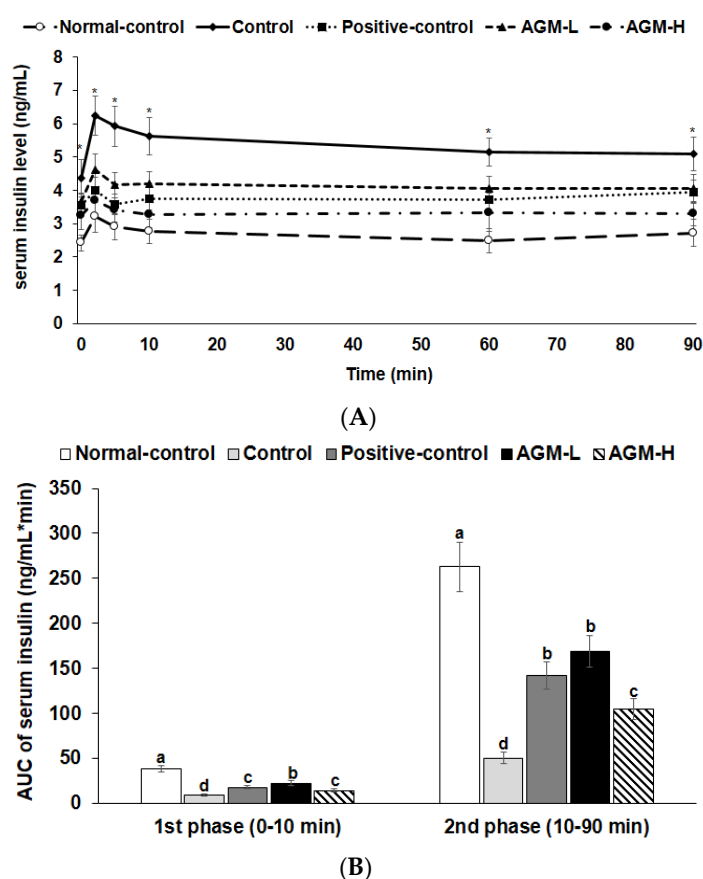 Normal-control Control Positive-control AGM-L AGM-H
serum insulin level (ng/mL)
8
7
6
5
4
3
2
1
0
* * * * * *
0 10 20 30 40 50 60 70 80 90
Time (min)
(A)
Normal-control Control Positive-control AGM-L AGM-H
AUC of serum insulin (ng/mL*min)
350
300
250
200
150
100
50
0
a d c b c
a d b b c
1st phase (0-10 min) 2nd phase (10-90 min)
(B)